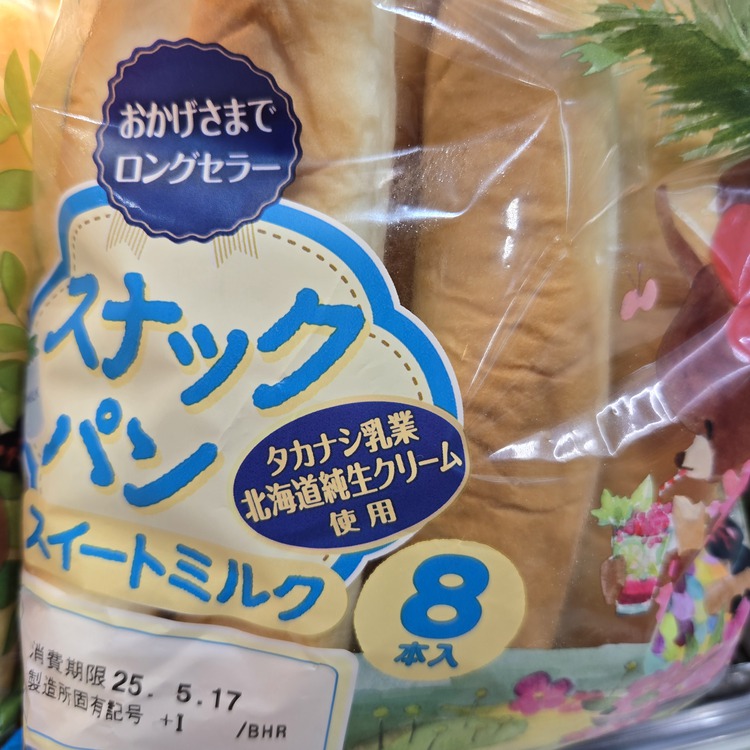 おかげさまで
ロングセラー
スナック
パン
タカナシ乳業
北海道純生クリーム
使用
スイートミルク
8
本入
消費期限 25. 5.17
製造所固有記号 +I /BHR